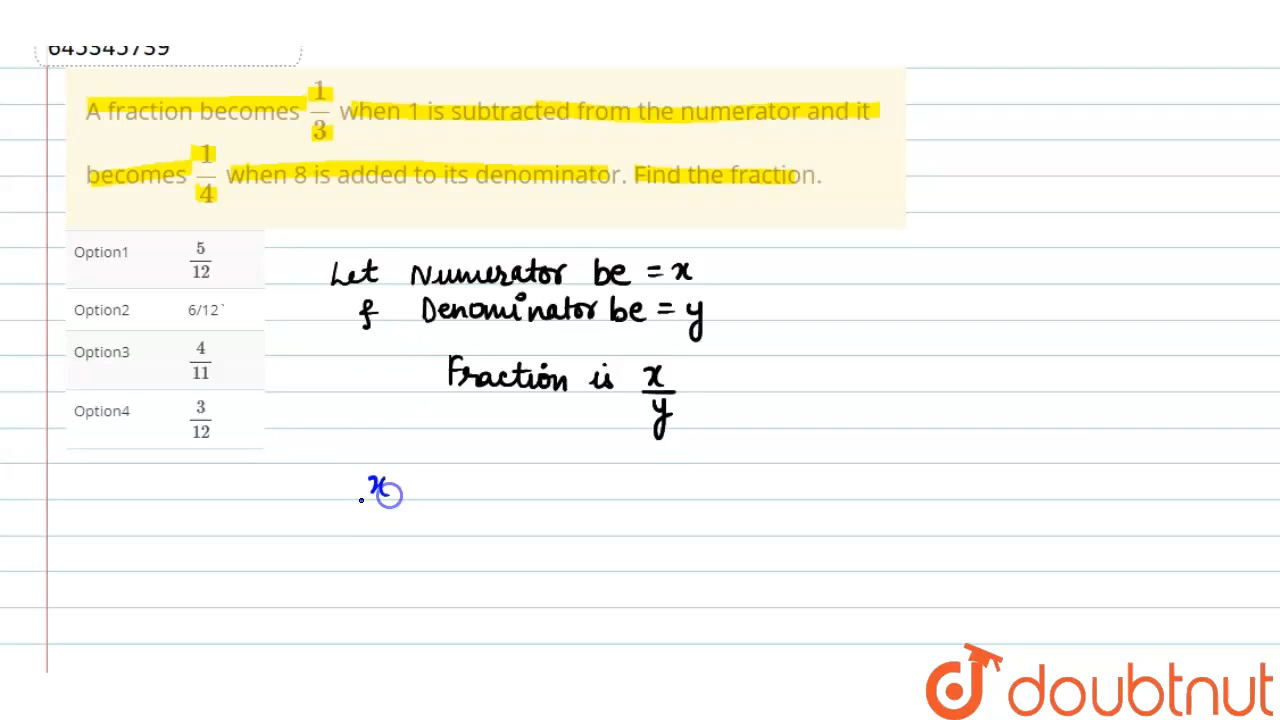 645345739
A fraction becomes 1/3 when 1 is subtracted from the numerator and it
becomes 1/4 when 8 is added to its denominator. Find the fraction.
Option1 5/12
Option2 6/12`
Option3 4/11
Option4 3/12
Let Numerator be = x
& Denominator be = y
Fraction is x/y
x
doubtnut